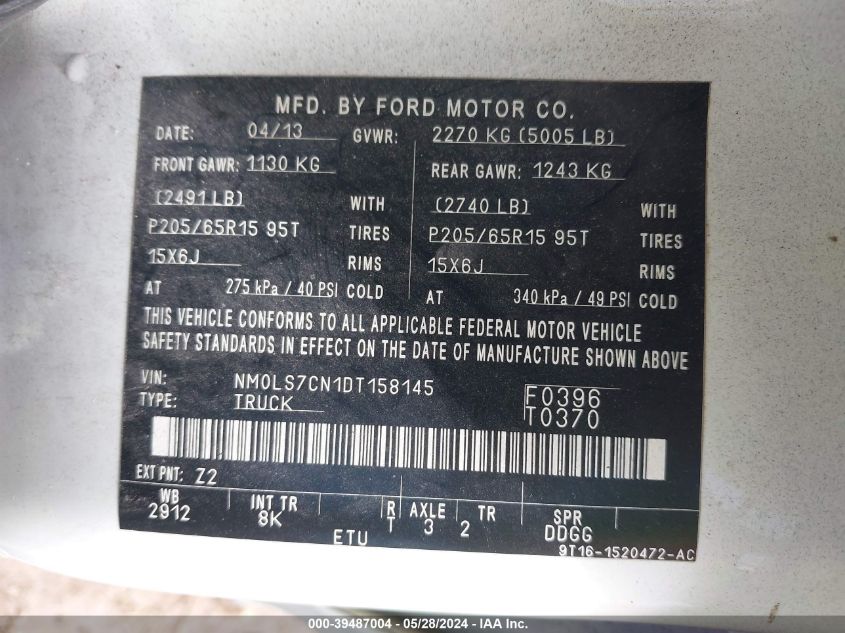 MFD. BY FORD MOTOR CO.
DATE: 04/13 GVWR: 2270 KG (5005 LB)
FRONT GAWR: 1130 KG REAR GAWR: 1243 KG
(2491 LB) WITH (2740 LB) WITH
P205/65R15 95T TIRES P205/65R15 95T TIRES
15X6J RIMS 15X6J RIMS
AT 275 kPa / 40 PSI COLD AT 340 kPa / 49 PSI COLD
THIS VEHICLE CONFORMS TO ALL APPLICABLE FEDERAL MOTOR VEHICLE
SAFETY STANDARDS IN EFFECT ON THE DATE OF MANUFACTURE SHOWN ABOVE
VIN: NM0LS7CN1DT158145 F0396
TYPE: TRUCK T0370
EXT PNT: Z2
WB INT TR R AXLE TR SPR
2912 8K T 3 2 DDGG
ETU 9T16-1520472-AC
000-39487004 - 05/28/2024 - IAA Inc.